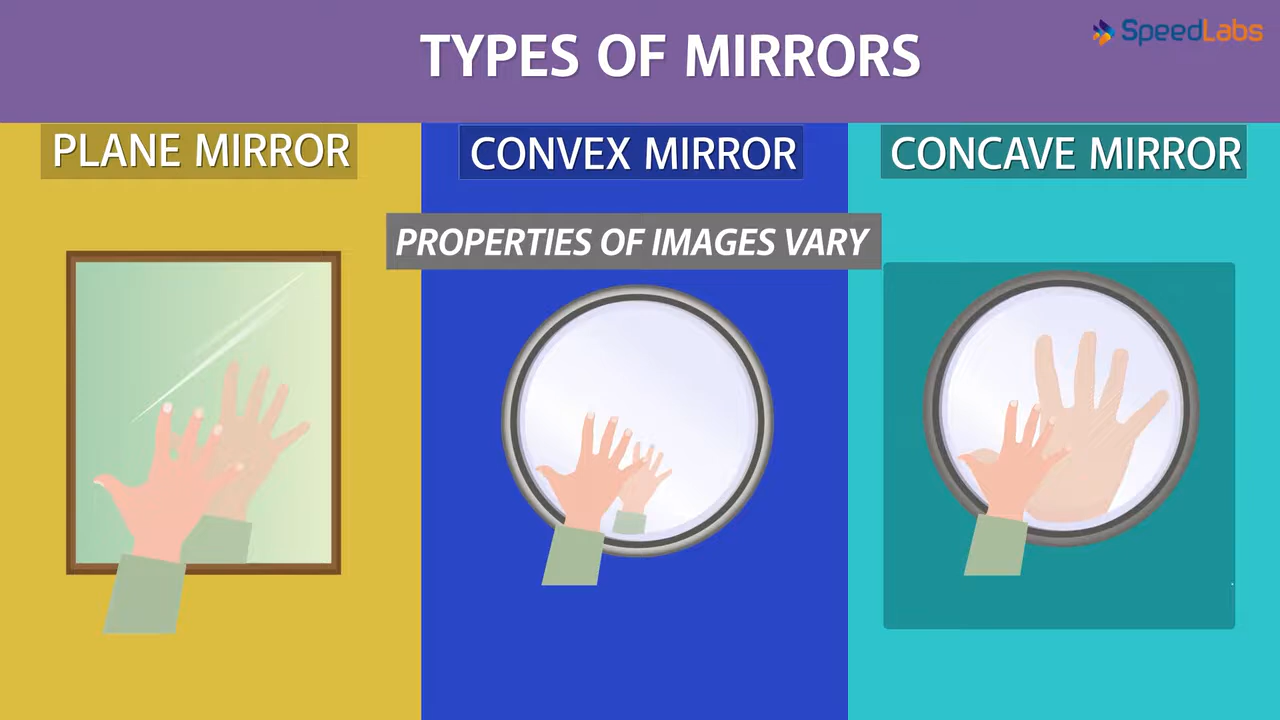 TYPES OF MIRRORS
SpeedLabs
PLANE MIRROR
CONVEX MIRROR
CONCAVE MIRROR
PROPERTIES OF IMAGES VARY